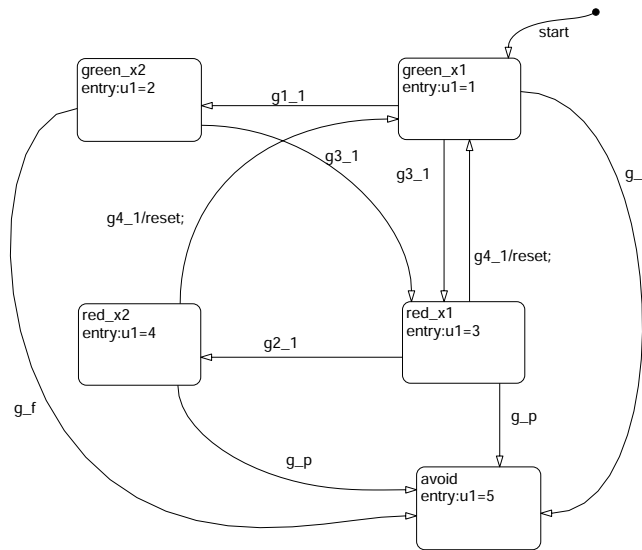 start
green_x2
entry:u1=2
green_x1
entry:u1=1
g1_1
g3_1
g3_1
g_
g4_1/reset;
g4_1/reset;
red_x2
entry:u1=4
red_x1
entry:u1=3
g2_1
g_f
g_p
g_p
avoid
entry:u1=5